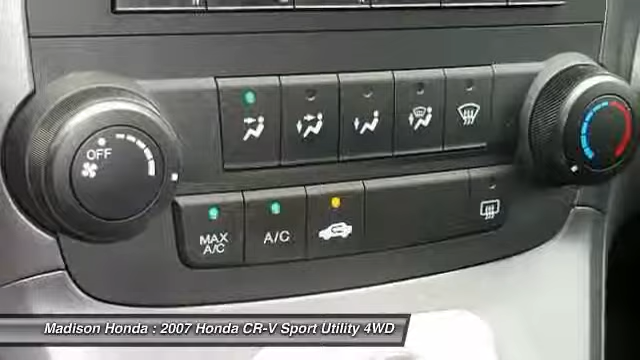 OFF
MAX
A/C
A/C
Madison Honda : 2007 Honda CR-V Sport Utility 4WD